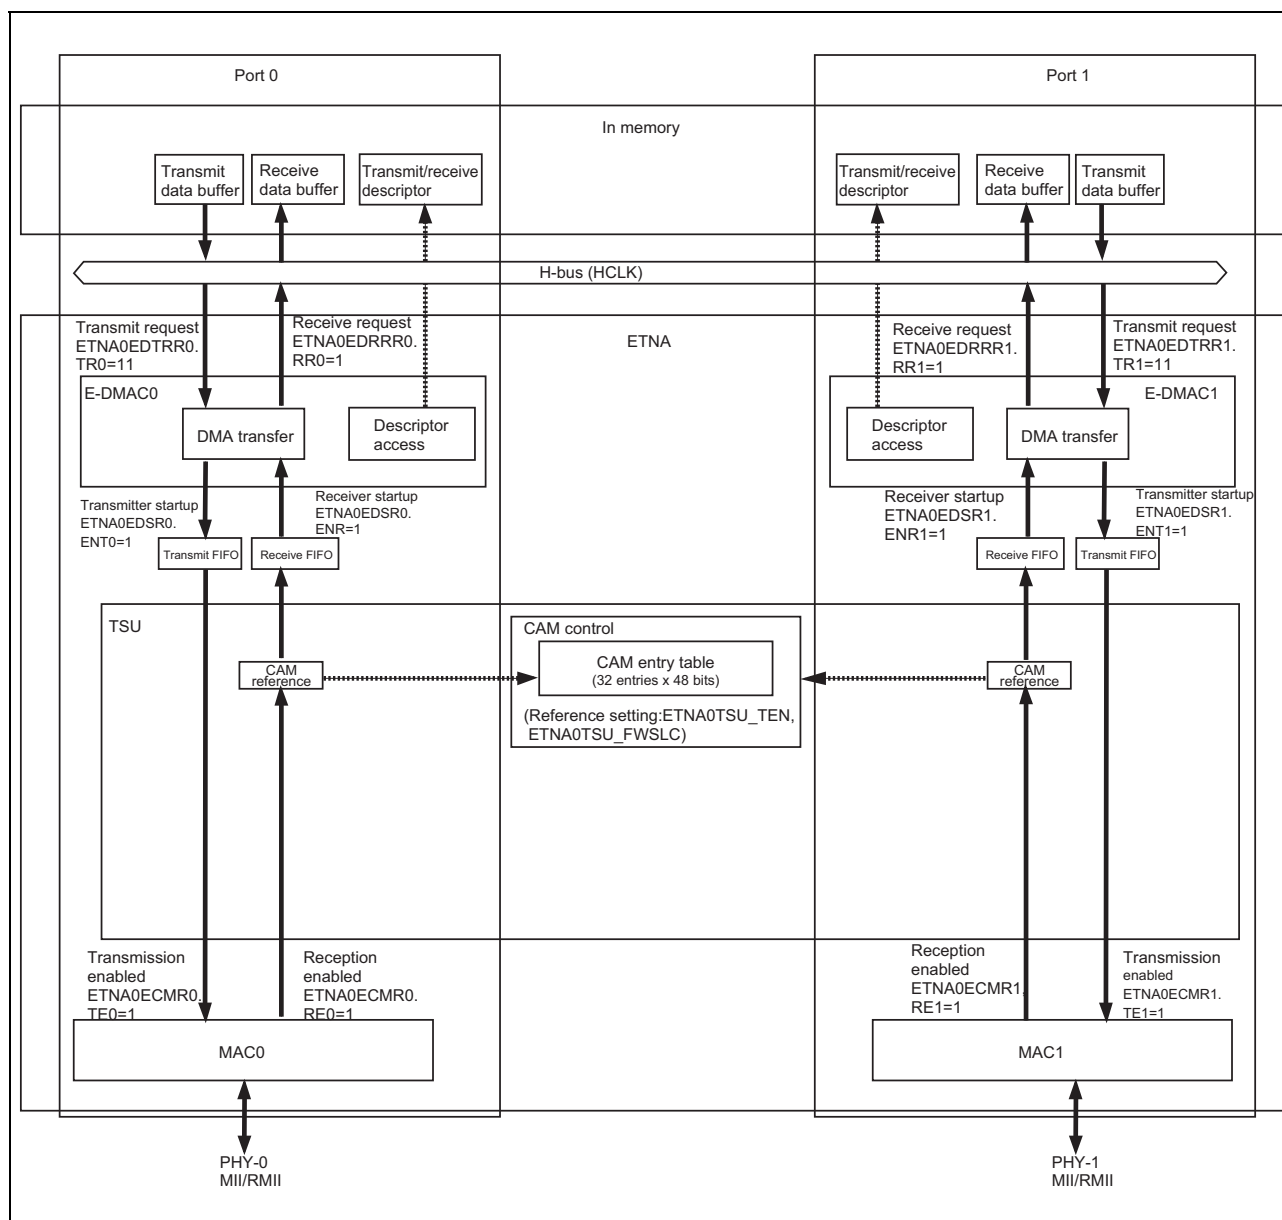 Port 0
Port 1
In memory
Transmit
data buffer
Receive
data buffer
Transmit/receive
descriptor
Transmit/receive
descriptor
Receive
data buffer
Transmit
data buffer
H-bus (HCLK)
Transmit request
ETNA0EDTRR0.
TR0=11
Receive request
ETNA0EDRRR0.
RR0=1
ETNA
Receive request
ETNA0EDRRR1.
RR1=1
Transmit request
ETNA0EDTRR1.
TR1=11
E-DMAC0
DMA transfer
Descriptor
access
E-DMAC1
Descriptor
access
DMA transfer
Transmitter startup
ETNA0EDSR0.
ENT0=1
Receiver startup
ETNA0EDSR0.
ENR=1
Receiver startup
ETNA0EDSR1.
ENR1=1
Transmitter startup
ETNA0EDSR1.
ENT1=1
Transmit FIFO
Receive FIFO
Receive FIFO
Transmit FIFO
TSU
CAM control
CAM entry table
(32 entries x 48 bits)
CAM
reference
CAM
reference
(Reference setting:ETNA0TSU_TEN,
ETNA0TSU_FWSLC)
Transmission
enabled
ETNA0ECMR0.
TE0=1
Reception
enabled
ETNA0ECMR0.
RE0=1
Reception
enabled
ETNA0ECMR1,
RE1=1
Transmission
enabled
ETNA0ECMR1.
TE1=1
MAC0
MAC1
PHY-0
MII/RMII
PHY-1
MII/RMII